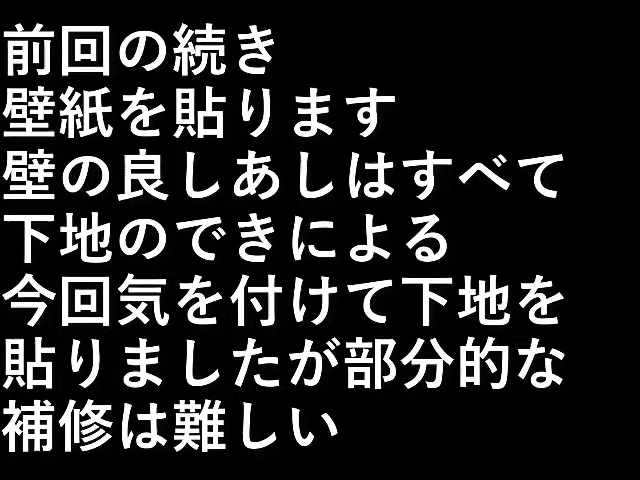 前回の続き
壁紙を貼ります
壁の良しあしはすべて
下地のできによる
今回気を付けて下地を
貼りましたが部分的な
補修は難しい